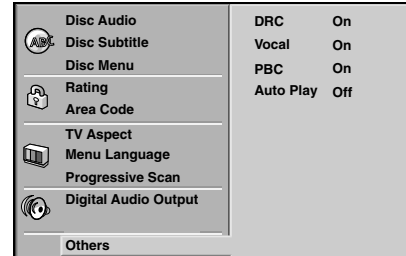 Disc Audio
ABC
Disc Subtitle
Disc Menu
Rating
Area Code
TV Aspect
Menu Language
Progressive Scan
Digital Audio Output
Others
DRC On
Vocal On
PBC On
Auto Play Off